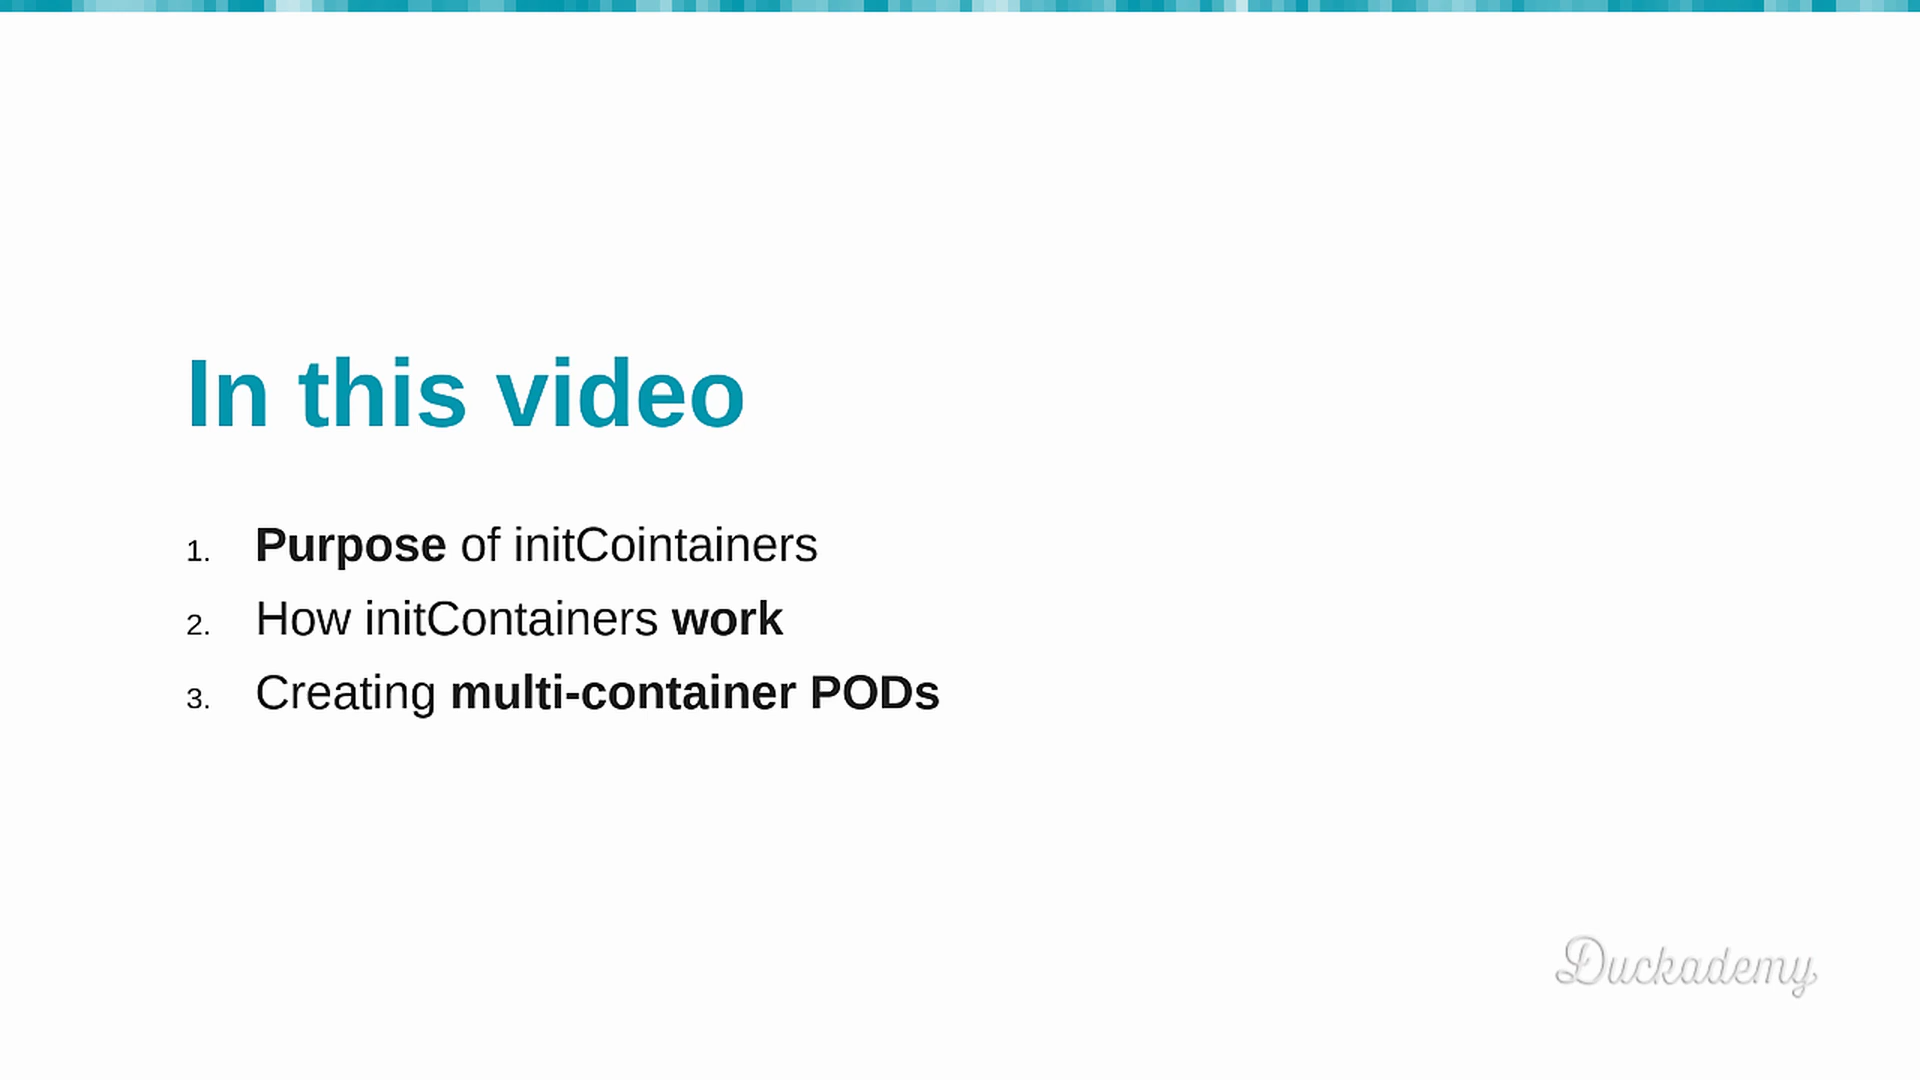 In this video
1. Purpose of initCointainers
2. How initContainers work
3. Creating multi-container PODs
Duckademy